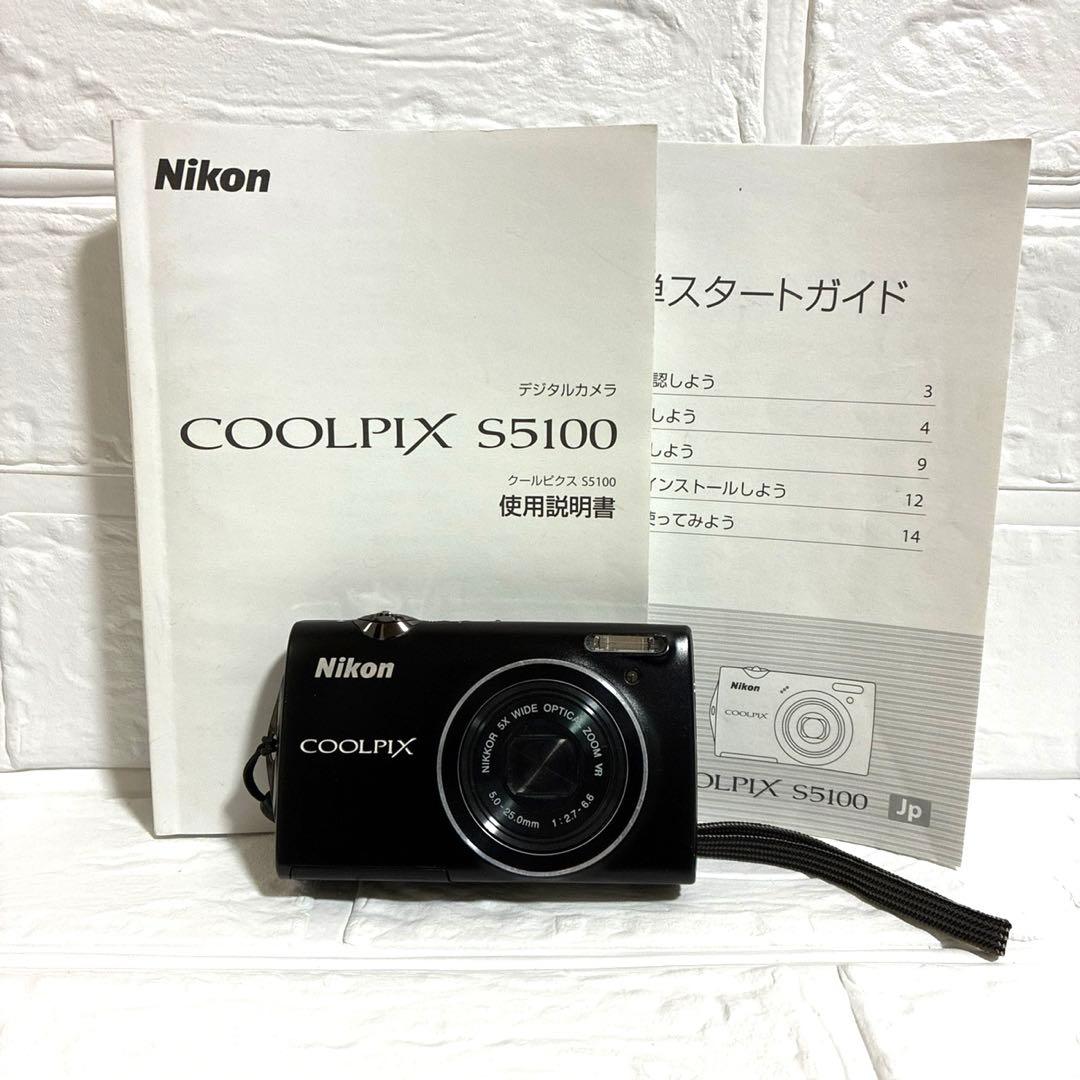 Nikon
デジタルカメラ
COOLPIX S5100
クールピクス S5100
使用説明書
単スタートガイド
認しよう 3
しよう 4
しよう 9
インストールしよう 12
使ってみよう 14
Nikon
COOLPIX
OLPIX S5100 Jp
Nikon
COOLPIX
NIKKOR 5X WIDE OPTICAL ZOOM VR
5.0-25.0mm 1:2.7-6.6